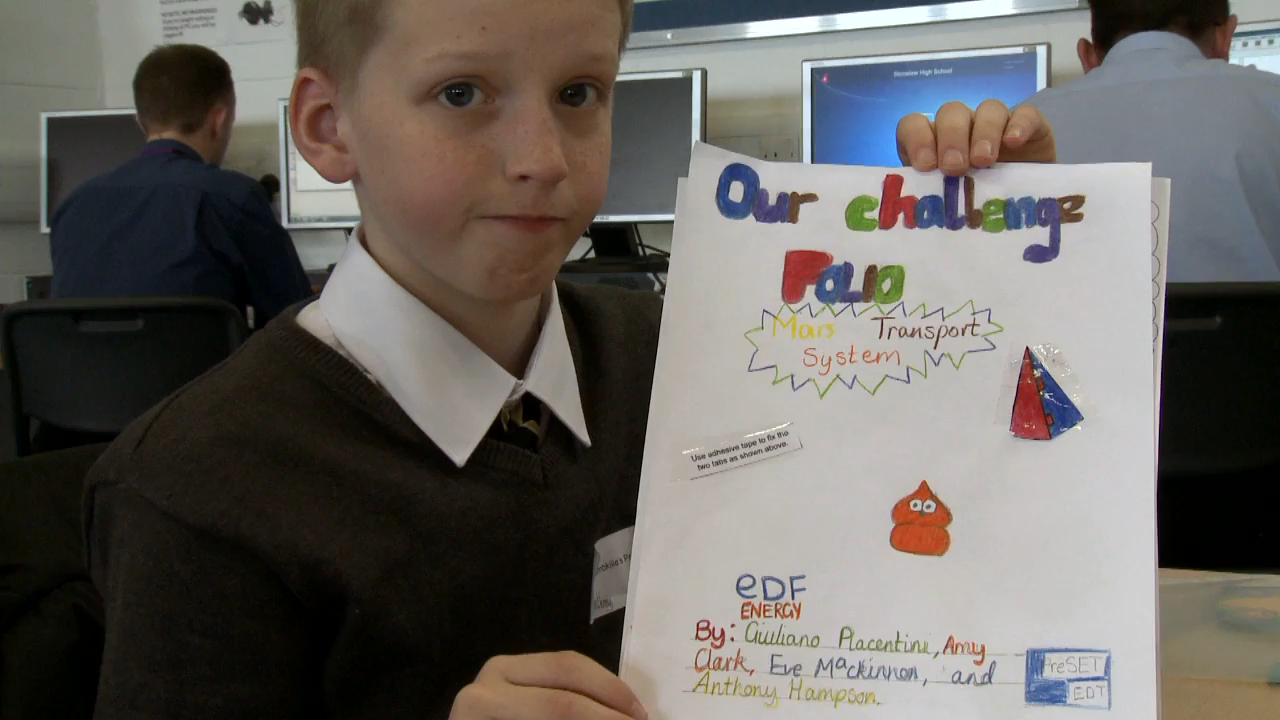 Stonelaw High School
Our challenge
Folio
Mars Transport
System
Use adhesive tape to fix the
two tabs as shown above.
eDF
ENERGY
By: Giuliano Placentini, Amy
Clark, Eve Mackinnon, and
Anthony Hampson.
PreSET
EDT